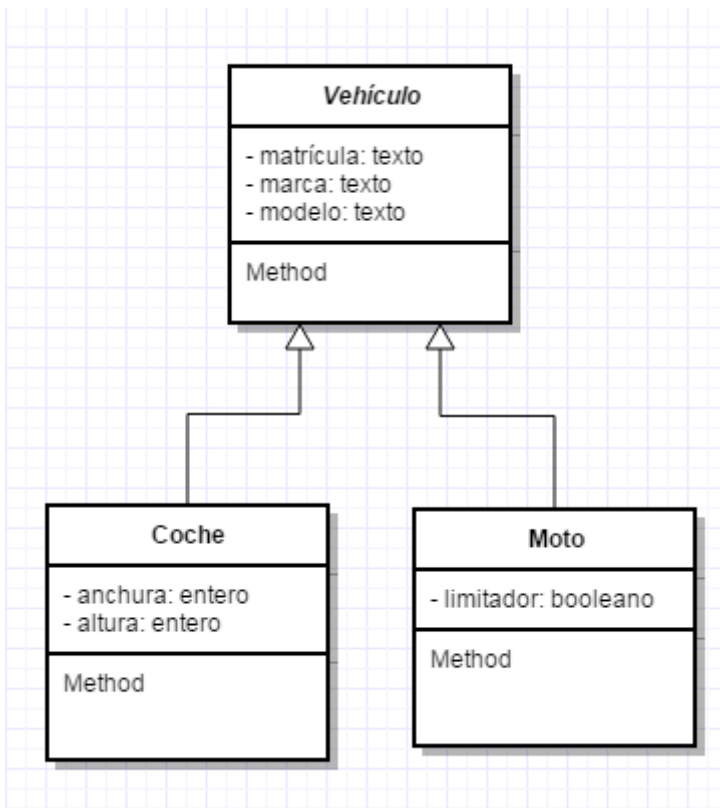 Vehículo
- matrícula: texto
- marca: texto
- modelo: texto
Method
Coche
- anchura: entero
- altura: entero
Method
Moto
- limitador: booleano
Method